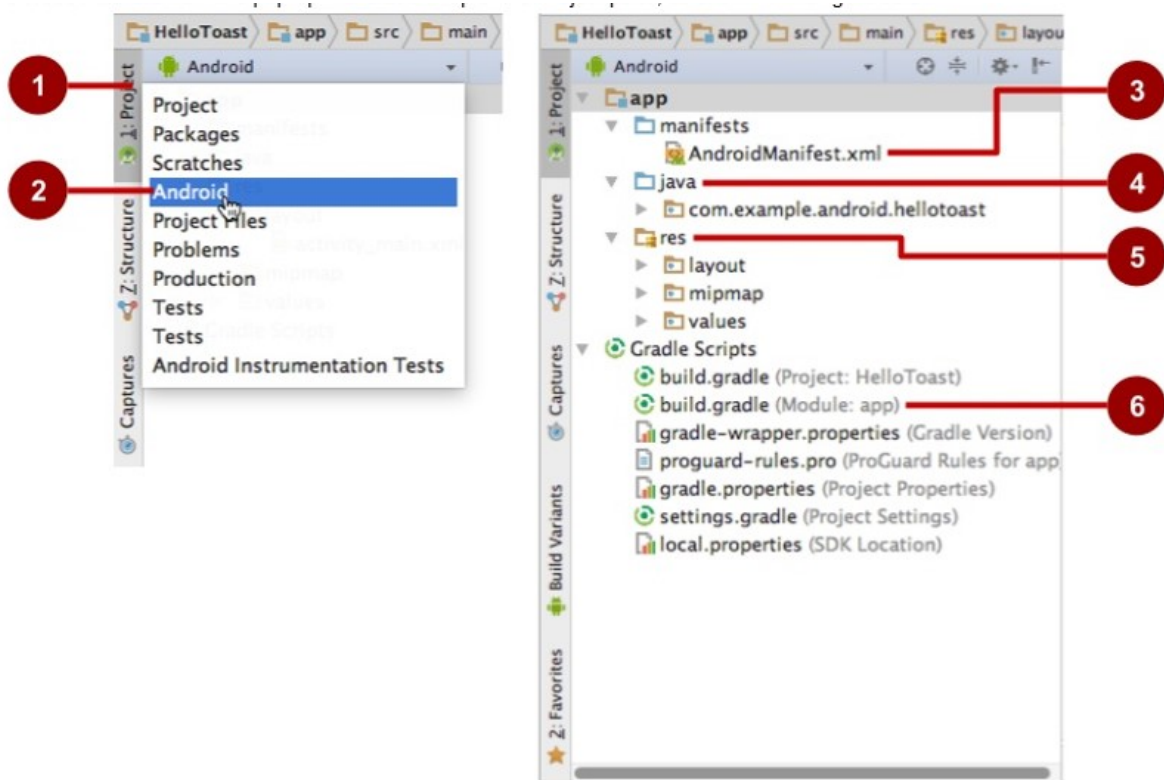 HelloToast app src main
Android
1
1: Project
Project
Packages
Scratches
2
Android
Project Files
Problems
Production
Tests
Tests
Android Instrumentation Tests
Z: Structure
Captures
HelloToast app src main res layou
Android
1: Project
app
manifests
AndroidManifest.xml
3
java
4
com.example.android.hellotoast
res
5
layout
mipmap
values
Gradle Scripts
build.gradle (Project: HelloToast)
build.gradle (Module: app)
6
gradle-wrapper.properties (Gradle Version)
proguard-rules.pro (ProGuard Rules for app
gradle.properties (Project Properties)
settings.gradle (Project Settings)
local.properties (SDK Location)
Z: Structure
Captures
Build Variants
2: Favorites